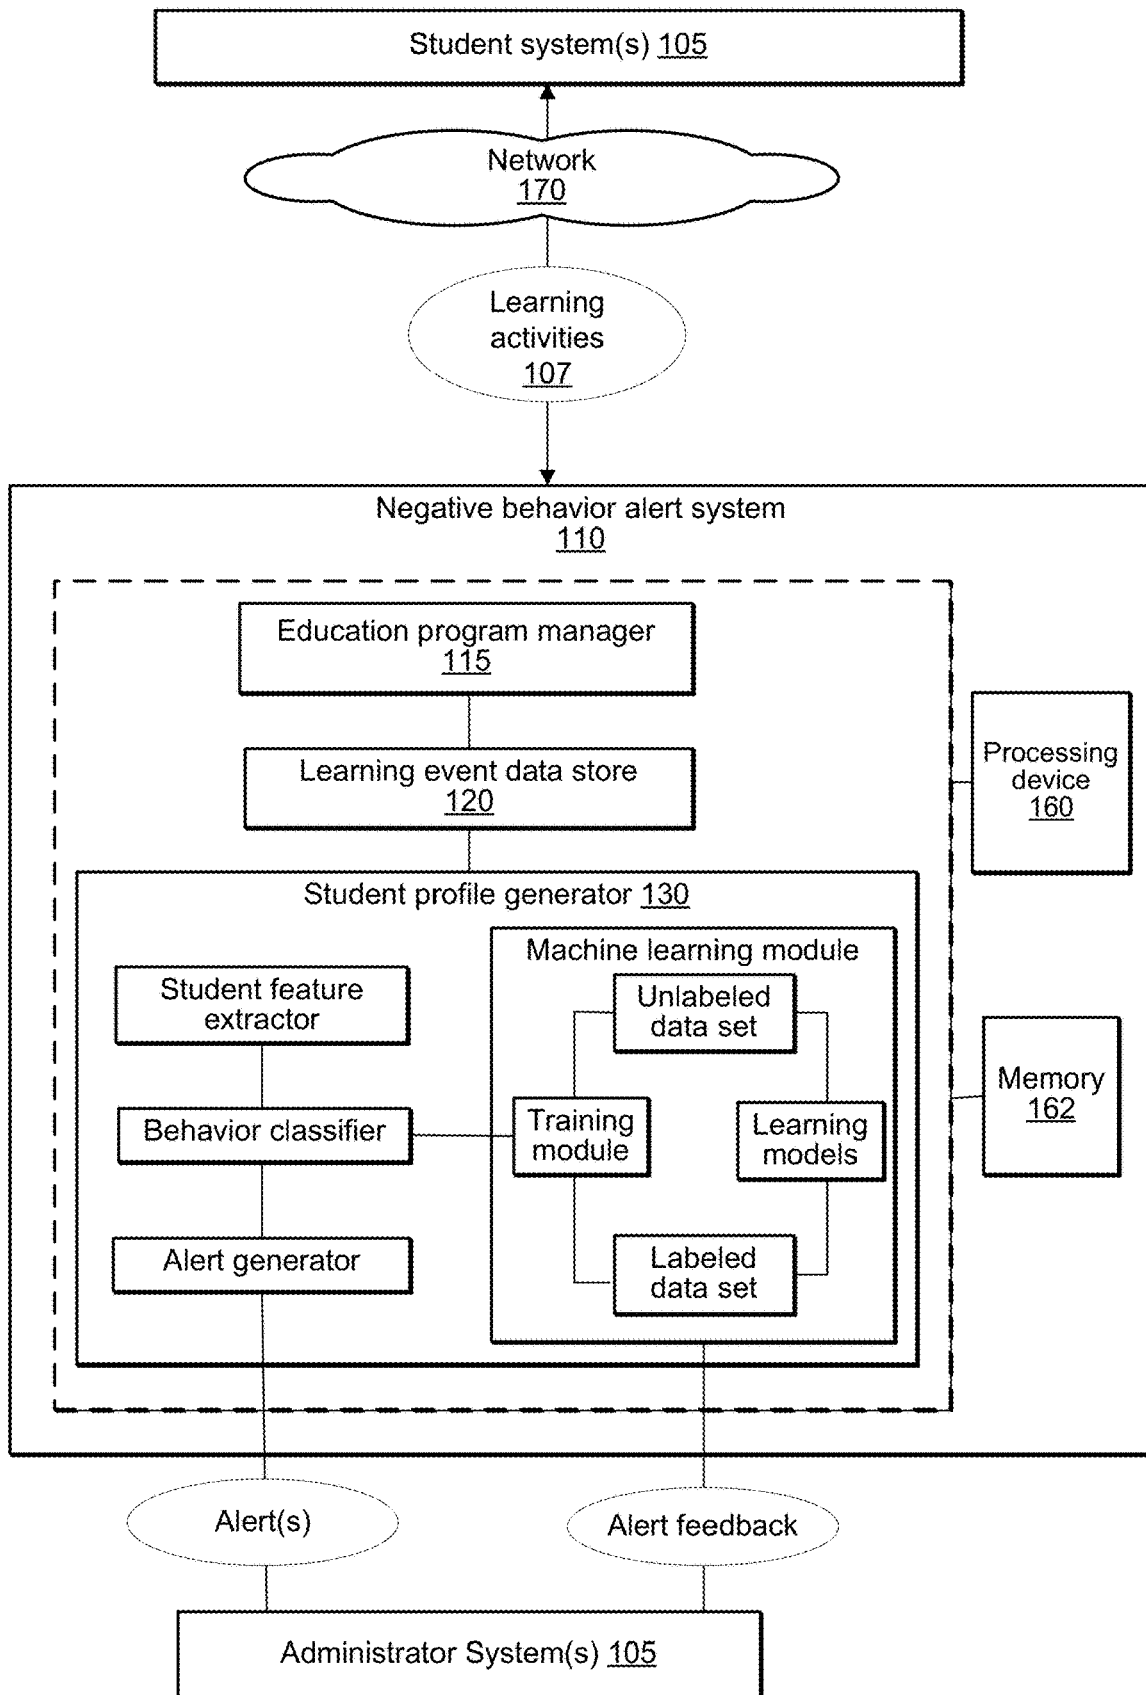 Student system(s) 105
Network
170
Learning
activities
107
Negative behavior alert system
110
Education program manager
115
Learning event data store
120
Processing
device
160
Student profile generator 130
Machine learning module
Student feature
extractor
Unlabeled
data set
Memory
162
Behavior classifier
Training
module
Learning
models
Alert generator
Labeled
data set
Alert(s)
Alert feedback
Administrator System(s) 105